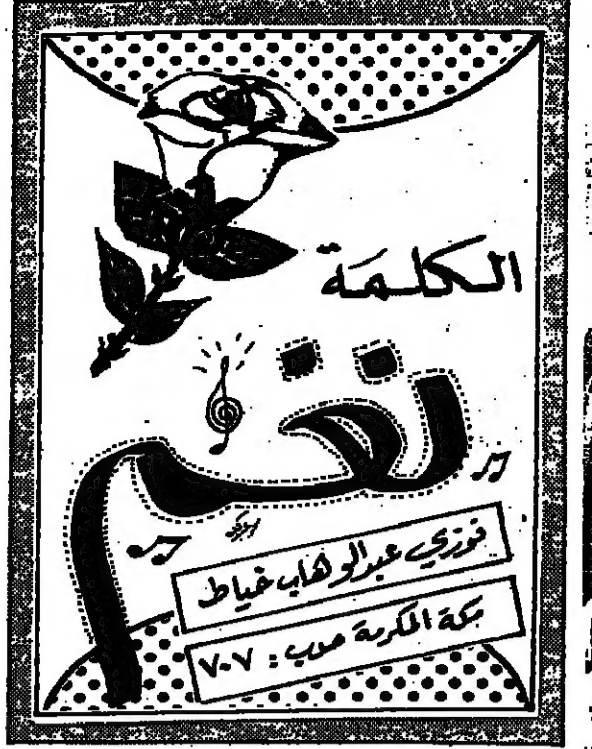 الكلمة
نغم
فوزي عبدالوهاب خياط
مكة المكرمة ص.ب : ٧٠٧